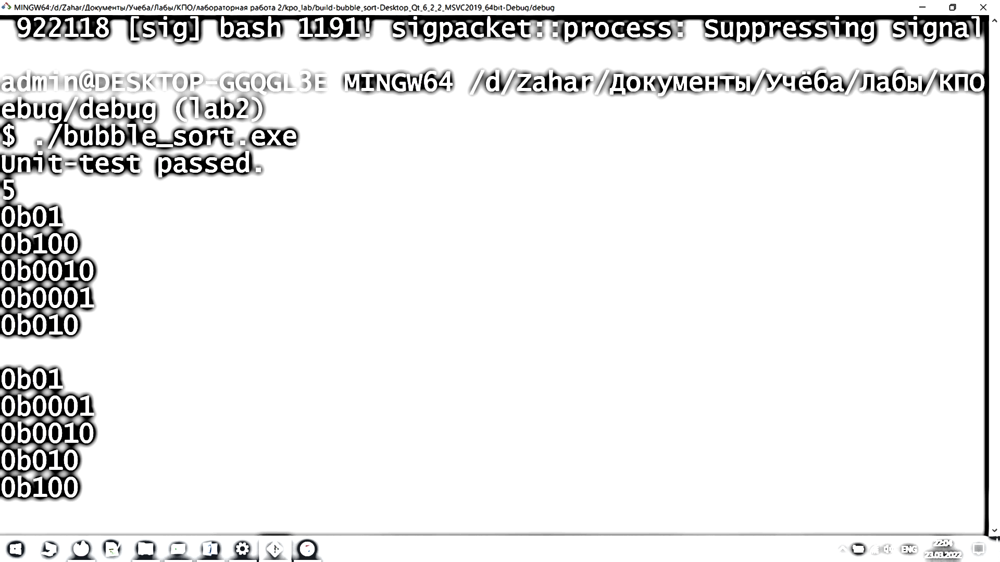 MINGW64:/d/Zahar/Документы/Учеба/Лабы/КПО/лабораторная работа 2/kpo_lab/build-bubble_sort-Desktop_Qt_6_2_2_MSVC2019_64bit-Debug/debug
922118 [sig] bash 1191! sigpacket::process: Suppressing signal
admin@DESKTOP-GGQGL3E MINGW64 /d/Zahar/Документы/Учёба/Лабы/КПО
ebug/debug (lab2)
$ ./bubble_sort.exe
Unit-test passed.
5
0b01
0b100
0b0010
0b0001
0b010
0b01
0b0001
0b0010
0b010
0b100
ENG
22:04
23.03.2022